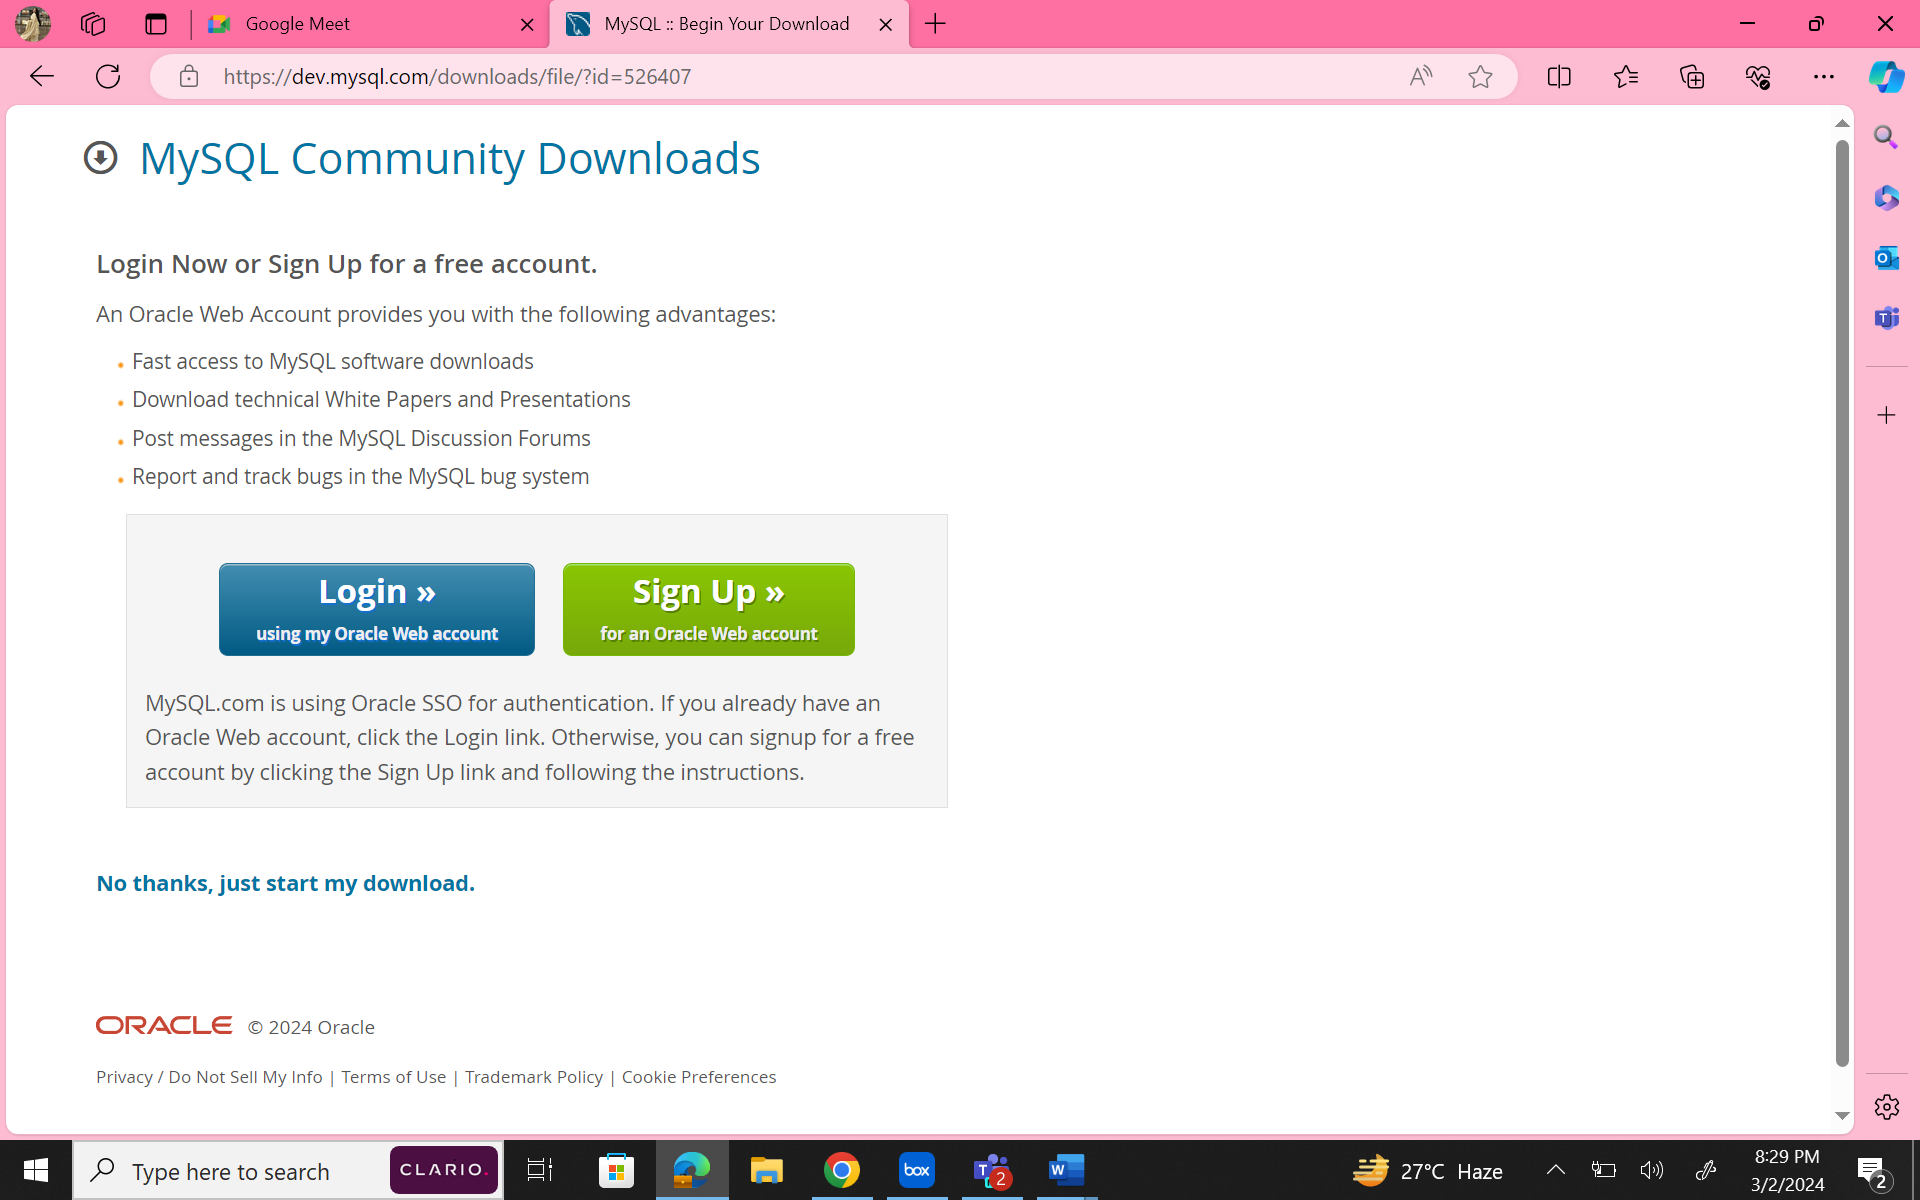 Google Meet
MySQL :: Begin Your Download
https://dev.mysql.com/downloads/file/?id=526407
MySQL Community Downloads
Login Now or Sign Up for a free account.
An Oracle Web Account provides you with the following advantages:
Fast access to MySQL software downloads
Download technical White Papers and Presentations
Post messages in the MySQL Discussion Forums
Report and track bugs in the MySQL bug system
Login »
using my Oracle Web account
Sign Up »
for an Oracle Web account
MySQL.com is using Oracle SSO for authentication. If you already have an
Oracle Web account, click the Login link. Otherwise, you can signup for a free
account by clicking the Sign Up link and following the instructions.
No thanks, just start my download.
ORACLE © 2024 Oracle
Privacy / Do Not Sell My Info | Terms of Use | Trademark Policy | Cookie Preferences
Type here to search
CLARIO.
box
T 2
W
27°C Haze
8:29 PM
3/2/2024
2